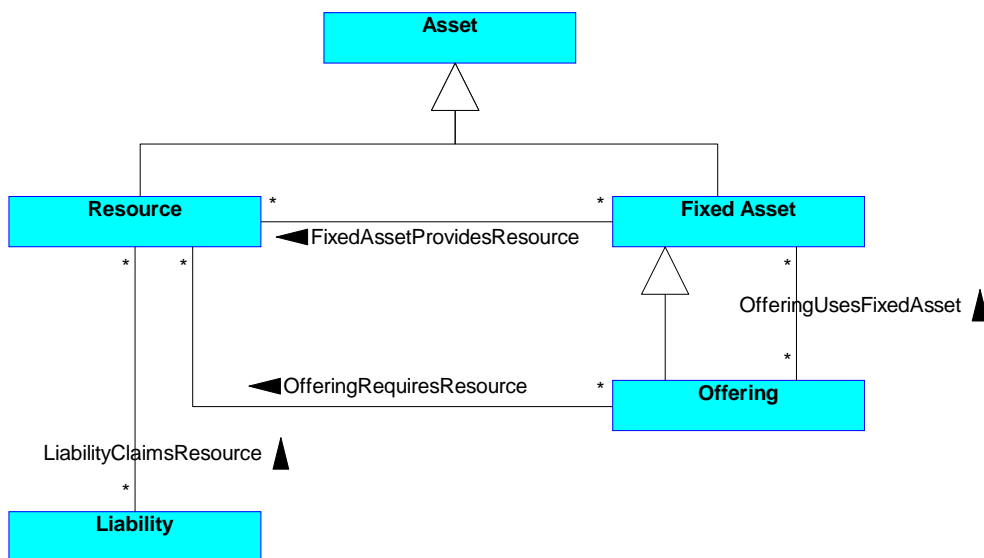 Asset
Resource
*
*
Fixed Asset
FixedAssetProvidesResource
*
*
*
OfferingUsesFixedAsset
*
OfferingRequiresResource
*
Offering
LiabilityClaimsResource
*
Liability